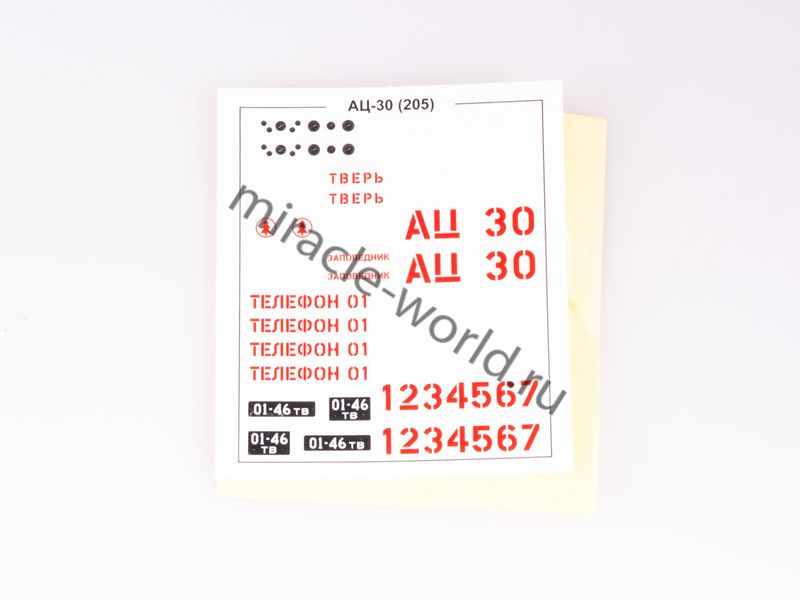 АЦ-30 (205)
ТВЕРЬ
ТВЕРЬ
АЦ 30
ЗАПОВЕДНИК
АЦ 30
ЗАПОВЕДНИК
ТЕЛЕФОН 01
ТЕЛЕФОН 01
ТЕЛЕФОН 01
ТЕЛЕФОН 01
01-46 ТВ
01-46
ТВ
1234567
01-46
ТВ
01-46 ТВ
1234567
miracle-world.ru